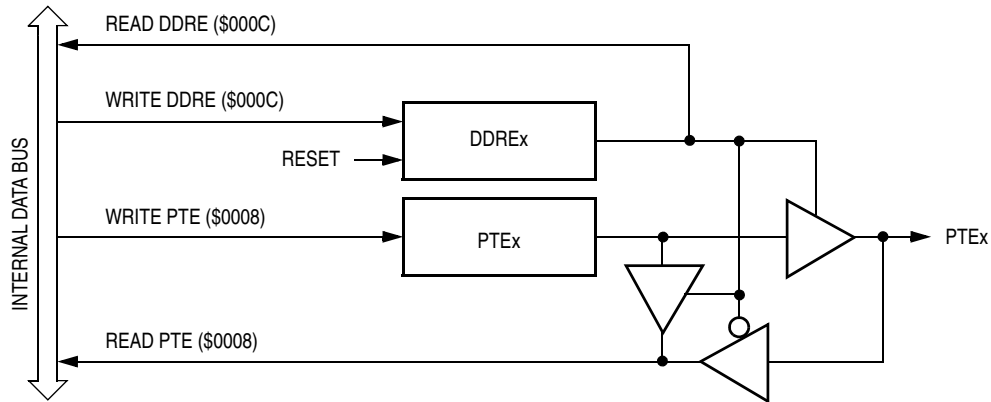 READ DDRE ($000C)
WRITE DDRE ($000C)
DDREx
RESET
INTERNAL DATA BUS
WRITE PTE ($0008)
PTEx
PTEx
READ PTE ($0008)